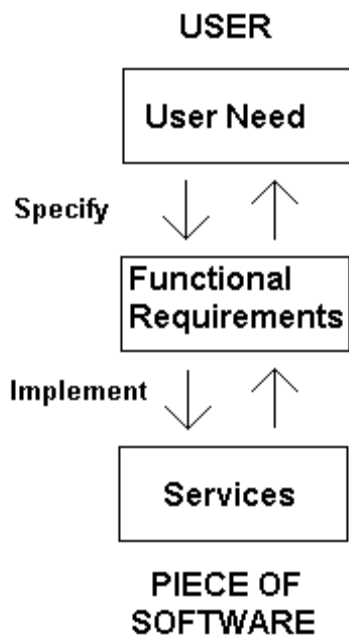 USER
User Need
Specify
Functional
Requirements
Implement
Services
PIECE OF
SOFTWARE